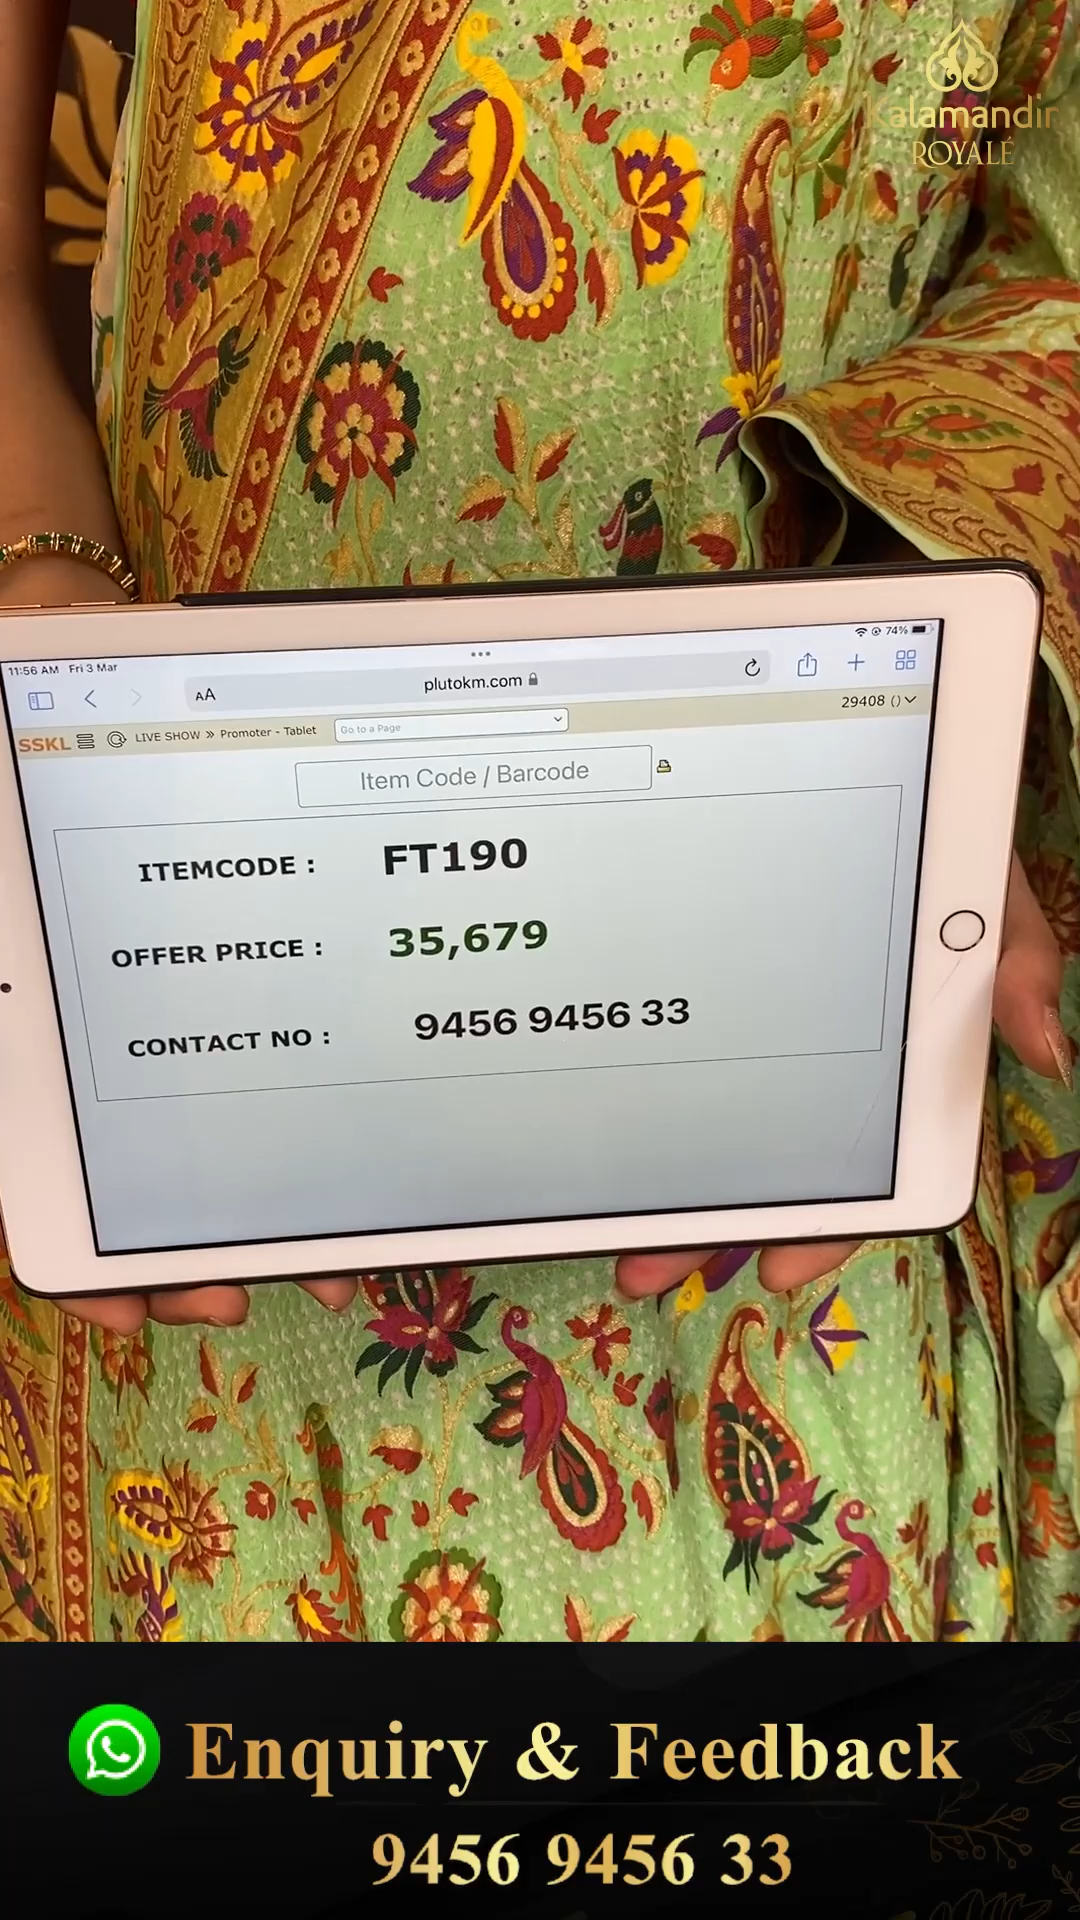 Kalamandir
ROYALÉ
11:56 AM Fri 3 Mar
74%
AA
plutokm.com
29408 ()
SSKL
LIVE SHOW » Promoter - Tablet
Go to a Page
Item Code / Barcode
ITEMCODE : FT190
OFFER PRICE : 35,679
CONTACT NO : 9456 9456 33
Enquiry & Feedback
9456 9456 33